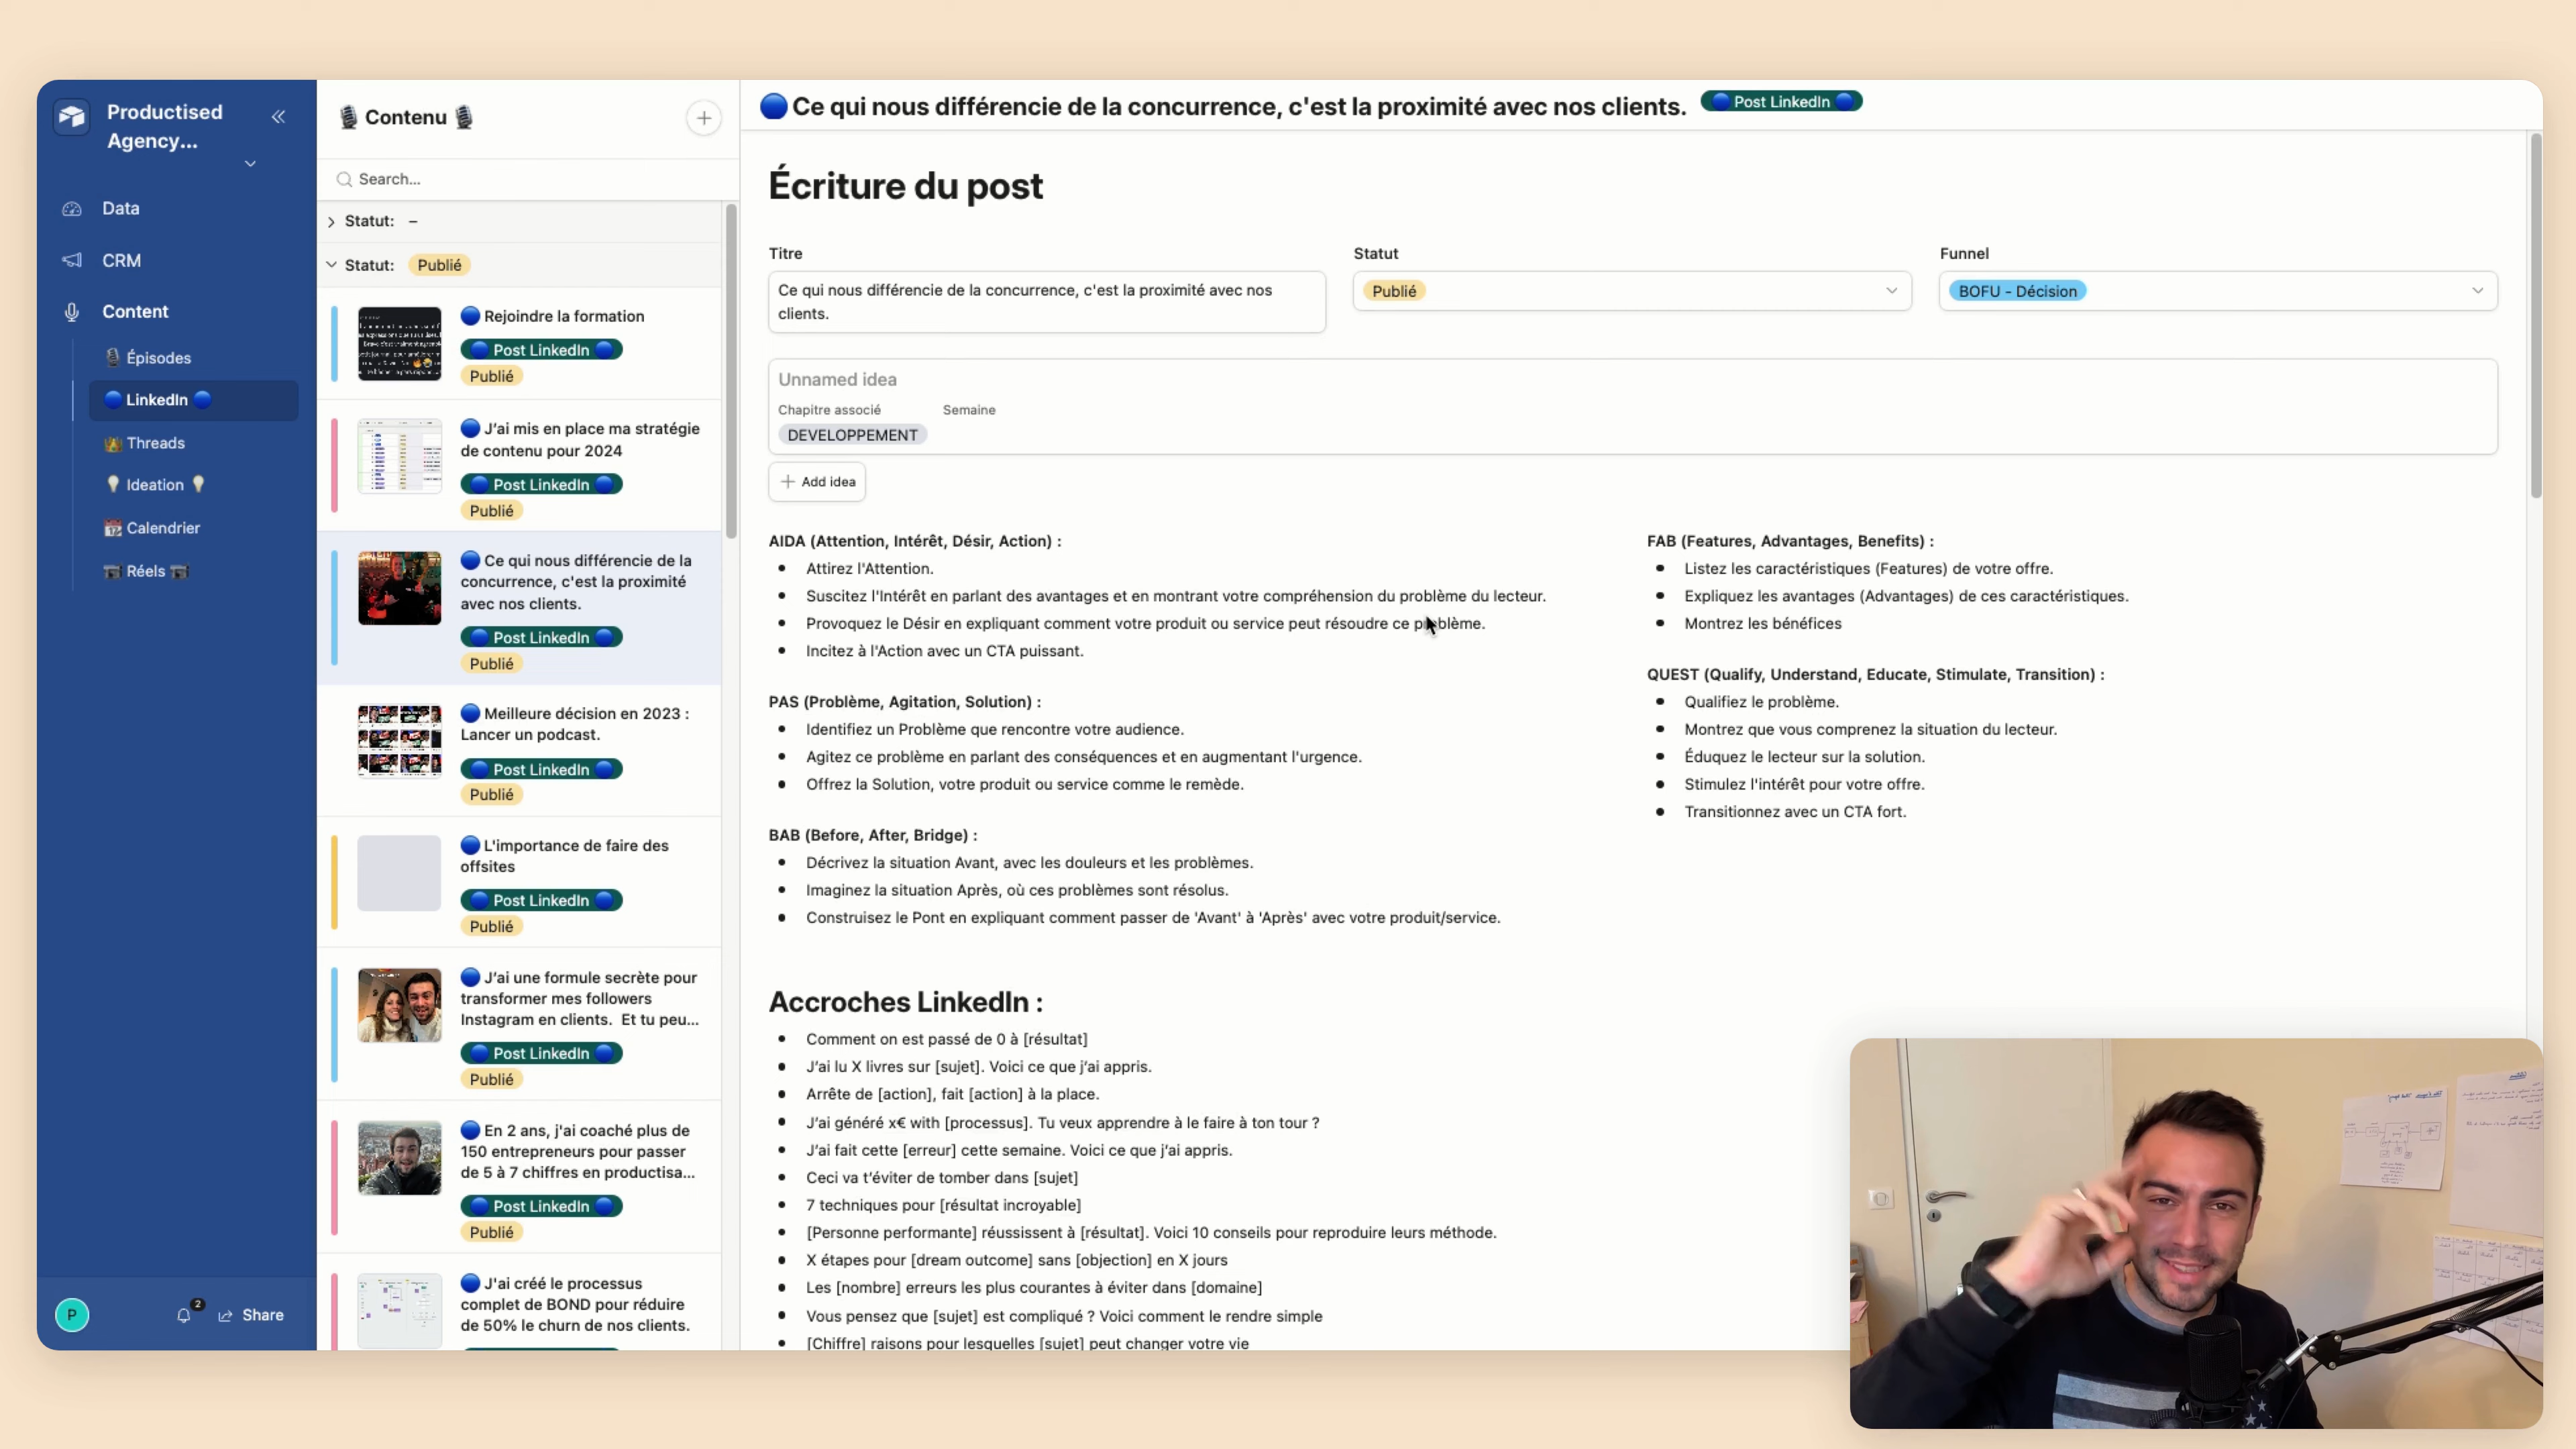 Productised
Agency...
Data
CRM
Content
Épisodes
LinkedIn
Threads
Ideation
Calendrier
Réels
P
2
Share
Contenu
Search...
Statut: –
Statut: Publié
Rejoindre la formation
Post LinkedIn
Publié
J'ai mis en place ma stratégie
de contenu pour 2024
Post LinkedIn
Publié
Ce qui nous différencie de la
concurrence, c'est la proximité
avec nos clients.
Post LinkedIn
Publié
Meilleure décision en 2023 :
Lancer un podcast.
Post LinkedIn
Publié
L'importance de faire des
offsites
Post LinkedIn
Publié
J'ai une formule secrète pour
transformer mes followers
Instagram en clients. Et tu peu...
Post LinkedIn
Publié
En 2 ans, j'ai coaché plus de
150 entrepreneurs pour passer
de 5 à 7 chiffres en productisa...
Post LinkedIn
Publié
J'ai créé le processus
complet de BOND pour réduire
de 50% le churn de nos clients.
Ce qui nous différencie de la concurrence, c'est la proximité avec nos clients. Post LinkedIn
Écriture du post
Titre
Ce qui nous différencie de la concurrence, c'est la proximité avec nos
clients.
Statut
Publié
Funnel
BOFU - Décision
Unnamed idea
Chapitre associé Semaine
DEVELOPPEMENT
Add idea
AIDA (Attention, Intérêt, Désir, Action) :
• Attirez l'Attention.
• Suscitez l'Intérêt en parlant des avantages et en montrant votre compréhension du problème du lecteur.
• Provoquez le Désir en expliquant comment votre produit ou service peut résoudre ce problème.
• Incitez à l'Action avec un CTA puissant.
PAS (Problème, Agitation, Solution) :
• Identifiez un Problème que rencontre votre audience.
• Agitez ce problème en parlant des conséquences et en augmentant l'urgence.
• Offrez la Solution, votre produit ou service comme le remède.
BAB (Before, After, Bridge) :
• Décrivez la situation Avant, avec les douleurs et les problèmes.
• Imaginez la situation Après, où ces problèmes sont résolus.
• Construisez le Pont en expliquant comment passer de 'Avant' à 'Après' avec votre produit/service.
FAB (Features, Advantages, Benefits) :
• Listez les caractéristiques (Features) de votre offre.
• Expliquez les avantages (Advantages) de ces caractéristiques.
• Montrez les bénéfices
QUEST (Qualify, Understand, Educate, Stimulate, Transition) :
• Qualifiez le problème.
• Montrez que vous comprenez la situation du lecteur.
• Éduquez le lecteur sur la solution.
• Stimulez l'intérêt pour votre offre.
• Transitionnez avec un CTA fort.
Accroches LinkedIn :
• Comment on est passé de 0 à [résultat]
• J'ai lu X livres sur [sujet]. Voici ce que j'ai appris.
• Arrête de [action], fait [action] à la place.
• J'ai généré x€ with [processus]. Tu veux apprendre à le faire à ton tour ?
• J'ai fait cette [erreur] cette semaine. Voici ce que j'ai appris.
• Ceci va t'éviter de tomber dans [sujet]
• 7 techniques pour [résultat incroyable]
• [Personne performante] réussissent à [résultat]. Voici 10 conseils pour reproduire leurs méthode.
• X étapes pour [dream outcome] sans [objection] en X jours
• Les [nombre] erreurs les plus courantes à éviter dans [domaine]
• Vous pensez que [sujet] est compliqué ? Voici comment le rendre simple
• [Chiffre] raisons pour lesquelles [sujet] peut changer votre vie